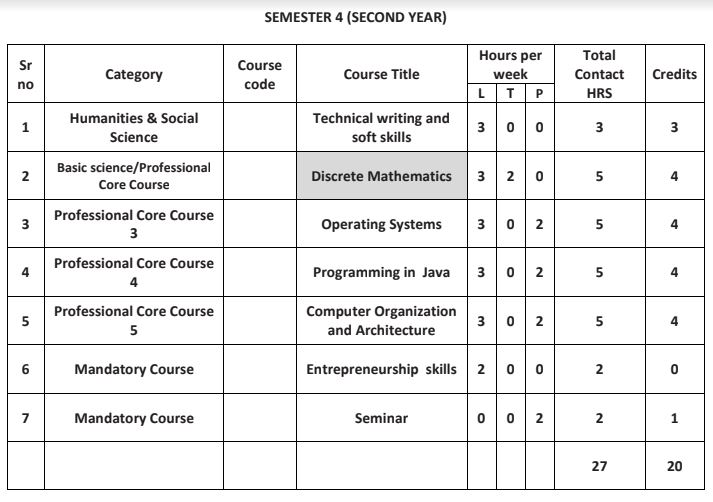 SEMESTER 4 (SECOND YEAR)
Sr no Category Course code Course Title Hours per week Total Contact HRS Credits
L T P
1 Humanities & Social Science Technical writing and soft skills 3 0 0 3 3
2 Basic science/Professional Core Course Discrete Mathematics 3 2 0 5 4
3 Professional Core Course 3 Operating Systems 3 0 2 5 4
4 Professional Core Course 4 Programming in Java 3 0 2 5 4
5 Professional Core Course 5 Computer Organization and Architecture 3 0 2 5 4
6 Mandatory Course Entrepreneurship skills 2 0 0 2 0
7 Mandatory Course Seminar 0 0 2 2 1
27 20